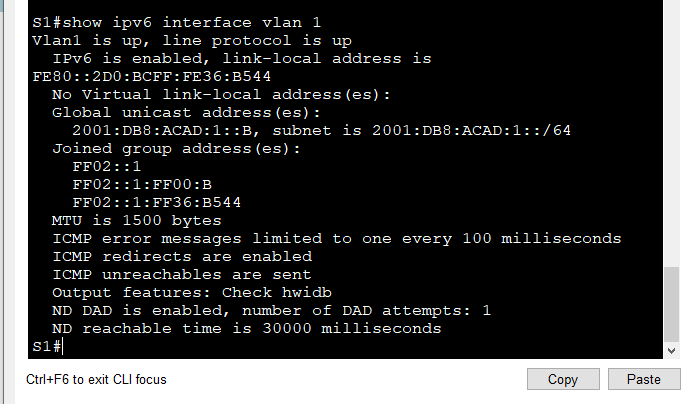 S1#show ipv6 interface vlan 1
Vlan1 is up, line protocol is up
IPv6 is enabled, link-local address is
FE80::2D0:BCFF:FE36:B544
No Virtual link-local address(es):
Global unicast address(es):
2001:DB8:ACAD:1::B, subnet is 2001:DB8:ACAD:1::/64
Joined group address(es):
FF02::1
FF02::1:FF00:B
FF02::1:FF36:B544
MTU is 1500 bytes
ICMP error messages limited to one every 100 milliseconds
ICMP redirects are enabled
ICMP unreachables are sent
Output features: Check hwidb
ND DAD is enabled, number of DAD attempts: 1
ND reachable time is 30000 milliseconds
S1#
Ctrl+F6 to exit CLI focus
Copy
Paste